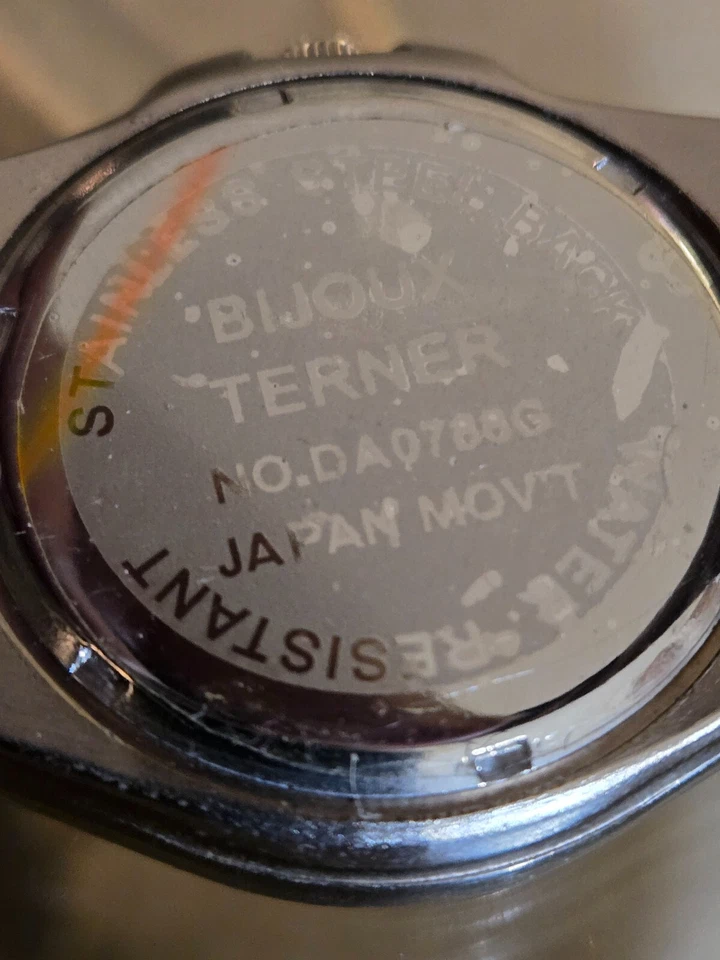 STAINLESS STEEL BACK
BIJOUX
TERNER
NO.DA0788G
JAPAN MOV'T
WATER RESISTANT